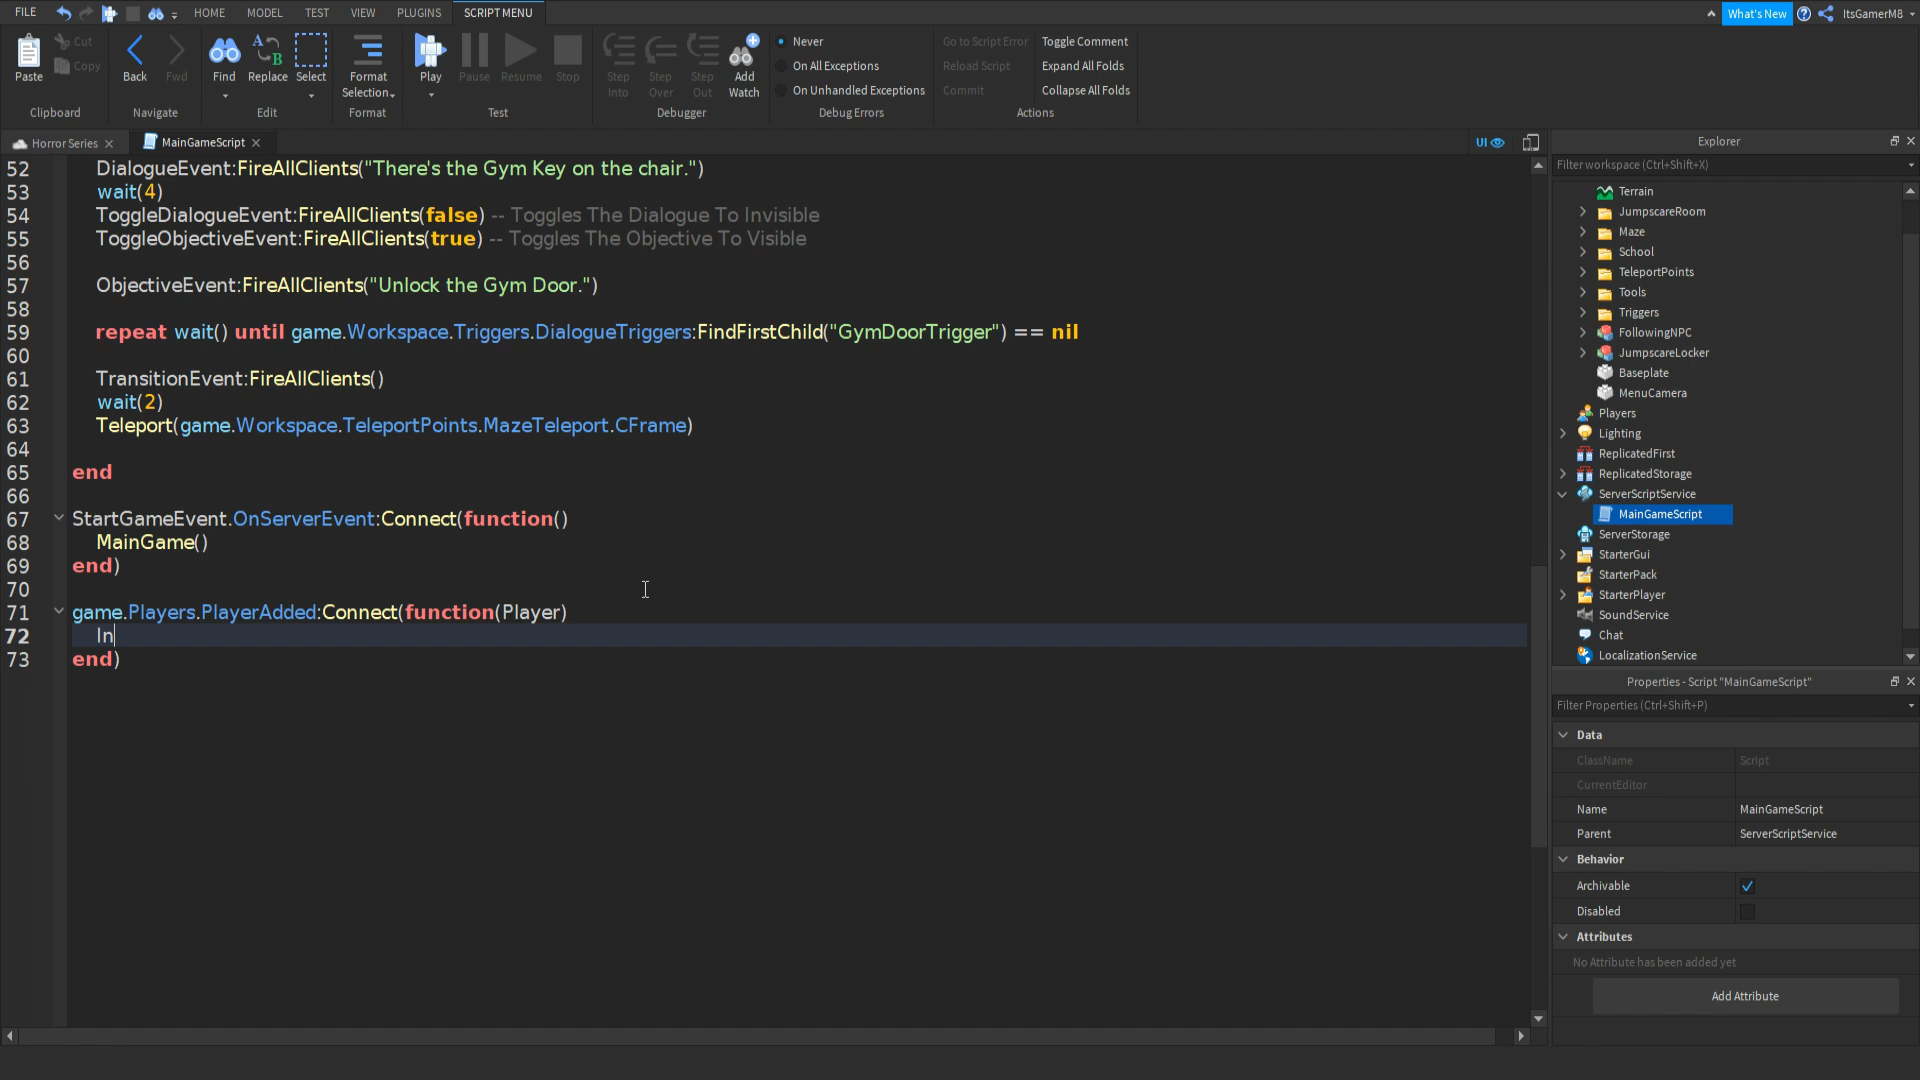 FILE HOME MODEL TEST VIEW PLUGINS SCRIPT MENU What's New ItsGamerM8
Paste Cut Copy Clipboard
Back Fwd Navigate
Find Replace Select Edit
Format Selection Format
Play Pause Resume Stop Test
Step Into Step Over Step Out Add Watch Debugger
Never
On All Exceptions
On Unhandled Exceptions
Debug Errors
Go to Script Error Toggle Comment
Reload Script Expand All Folds
Commit Collapse All Folds
Actions
Horror Series MainGameScript UI
52 DialogueEvent:FireAllClients("There's the Gym Key on the chair.")
53 wait(4)
54 ToggleDialogueEvent:FireAllClients(false) -- Toggles The Dialogue To Invisible
55 ToggleObjectiveEvent:FireAllClients(true) -- Toggles The Objective To Visible
56
57 ObjectiveEvent:FireAllClients("Unlock the Gym Door.")
58
59 repeat wait() until game.Workspace.Triggers.DialogueTriggers:FindFirstChild("GymDoorTrigger") == nil
60
61 TransitionEvent:FireAllClients()
62 wait(2)
63 Teleport(game.Workspace.TeleportPoints.MazeTeleport.CFrame)
64
65 end
66
67 StartGameEvent.OnServerEvent:Connect(function()
68 MainGame()
69 end)
70
71 game.Players.PlayerAdded:Connect(function(Player)
72 In
73 end)
Explorer
Filter workspace (Ctrl+Shift+X)
Terrain
JumpscareRoom
Maze
School
TeleportPoints
Tools
Triggers
FollowingNPC
JumpscareLocker
Baseplate
MenuCamera
Players
Lighting
ReplicatedFirst
ReplicatedStorage
ServerScriptService
MainGameScript
ServerStorage
StarterGui
StarterPack
StarterPlayer
SoundService
Chat
LocalizationService
Properties - Script "MainGameScript"
Filter Properties (Ctrl+Shift+P)
Data
ClassName Script
CurrentEditor
Name MainGameScript
Parent ServerScriptService
Behavior
Archivable
Disabled
Attributes
No Attribute has been added yet
Add Attribute